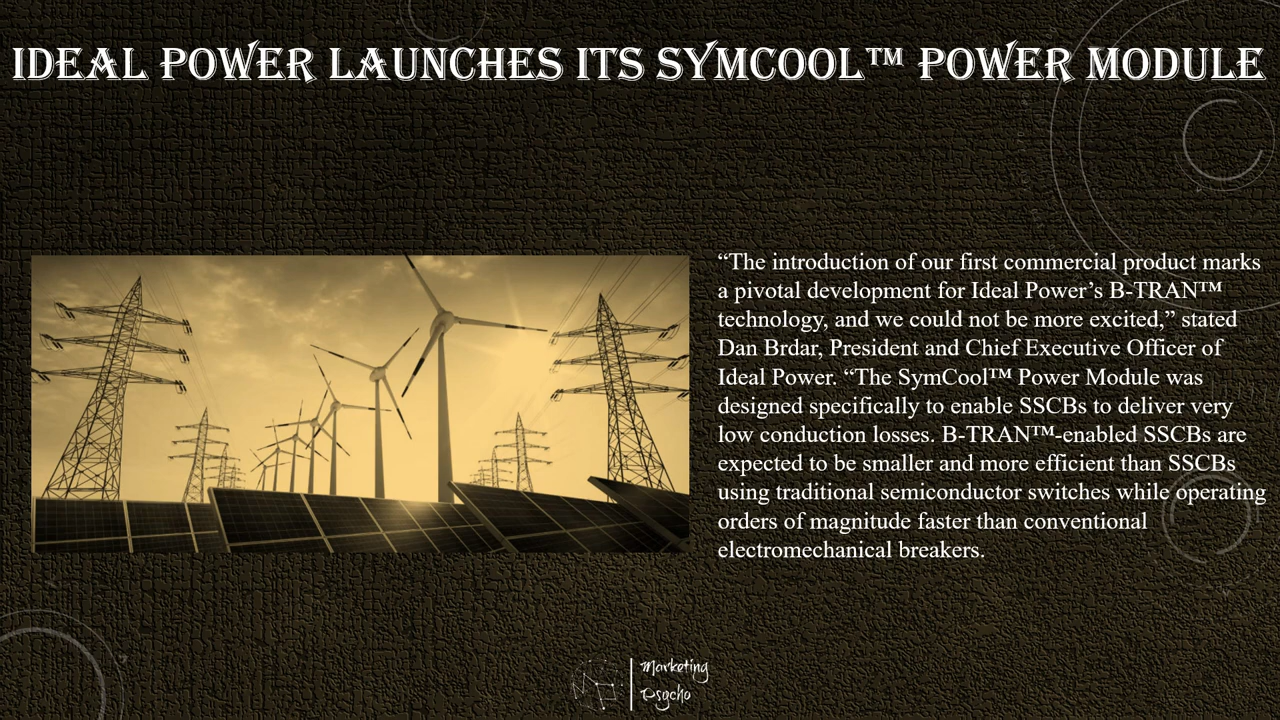 IDEAL POWER LAUNCHES ITS SYMCOOL™ POWER MODULE
“The introduction of our first commercial product marks
a pivotal development for Ideal Power’s B-TRAN™
technology, and we could not be more excited,” stated
Dan Brdar, President and Chief Executive Officer of
Ideal Power. “The SymCool™ Power Module was
designed specifically to enable SSCBs to deliver very
low conduction losses. B-TRAN™-enabled SSCBs are
expected to be smaller and more efficient than SSCBs
using traditional semiconductor switches while operating
orders of magnitude faster than conventional
electromechanical breakers.
Marketing
Psycho